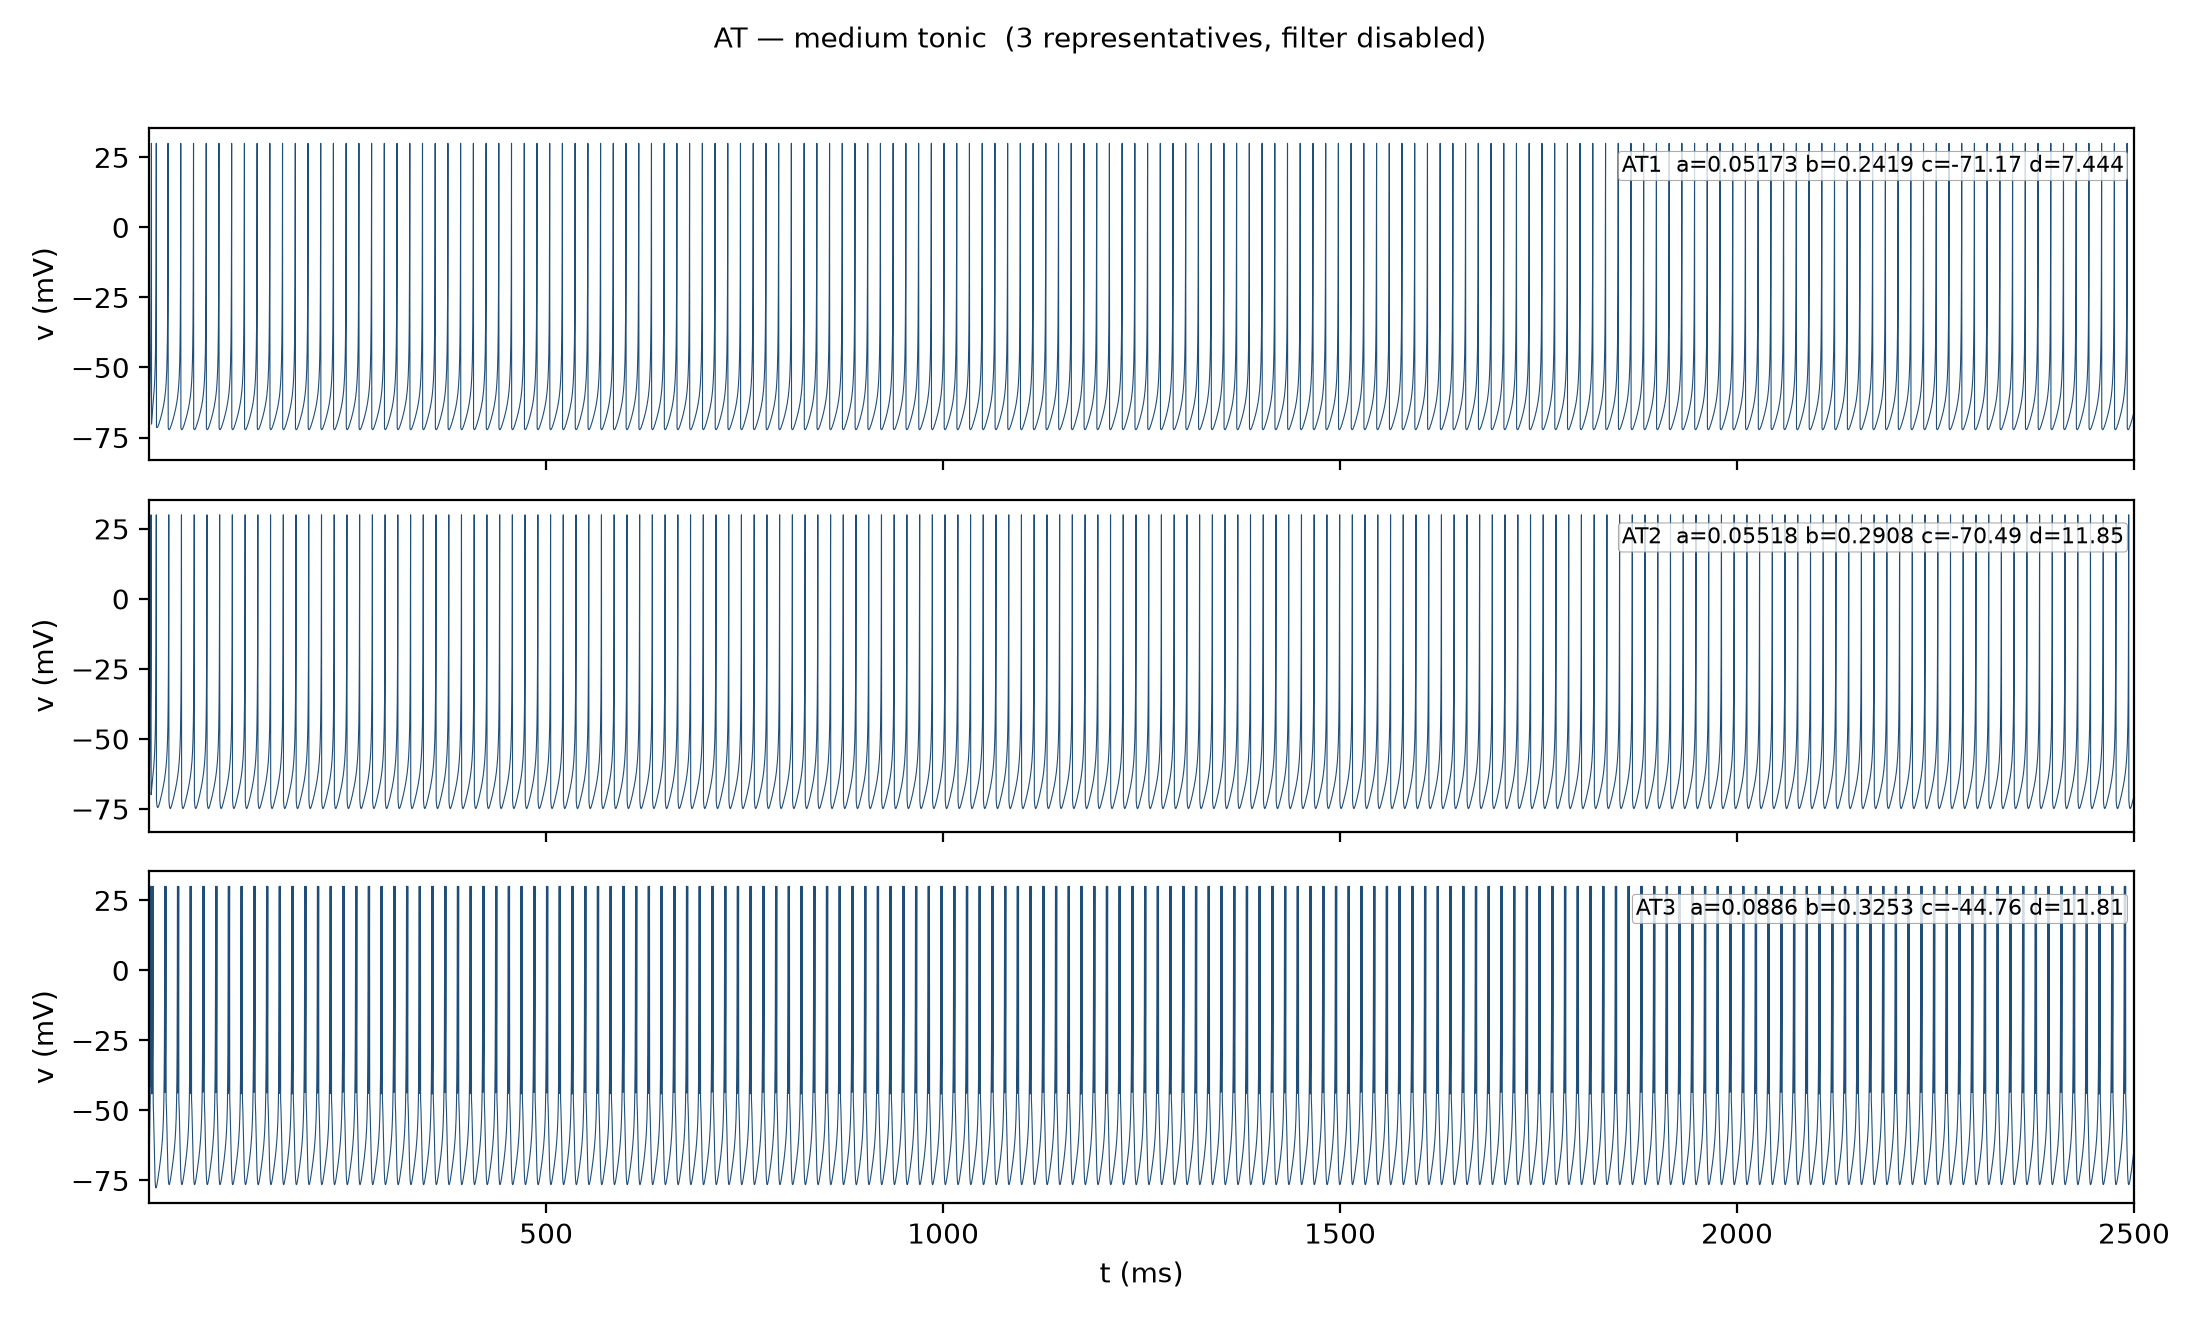 AT — medium tonic  (3 representatives, filter disabled)
25
0
−25
−50
−75
v (mV)
AT1  a=0.05173 b=0.2419 c=-71.17 d=7.444
25
0
−25
−50
−75
v (mV)
AT2  a=0.05518 b=0.2908 c=-70.49 d=11.85
25
0
−25
−50
−75
v (mV)
AT3  a=0.0886 b=0.3253 c=-44.76 d=11.81
500 1000 1500 2000 2500
t (ms)